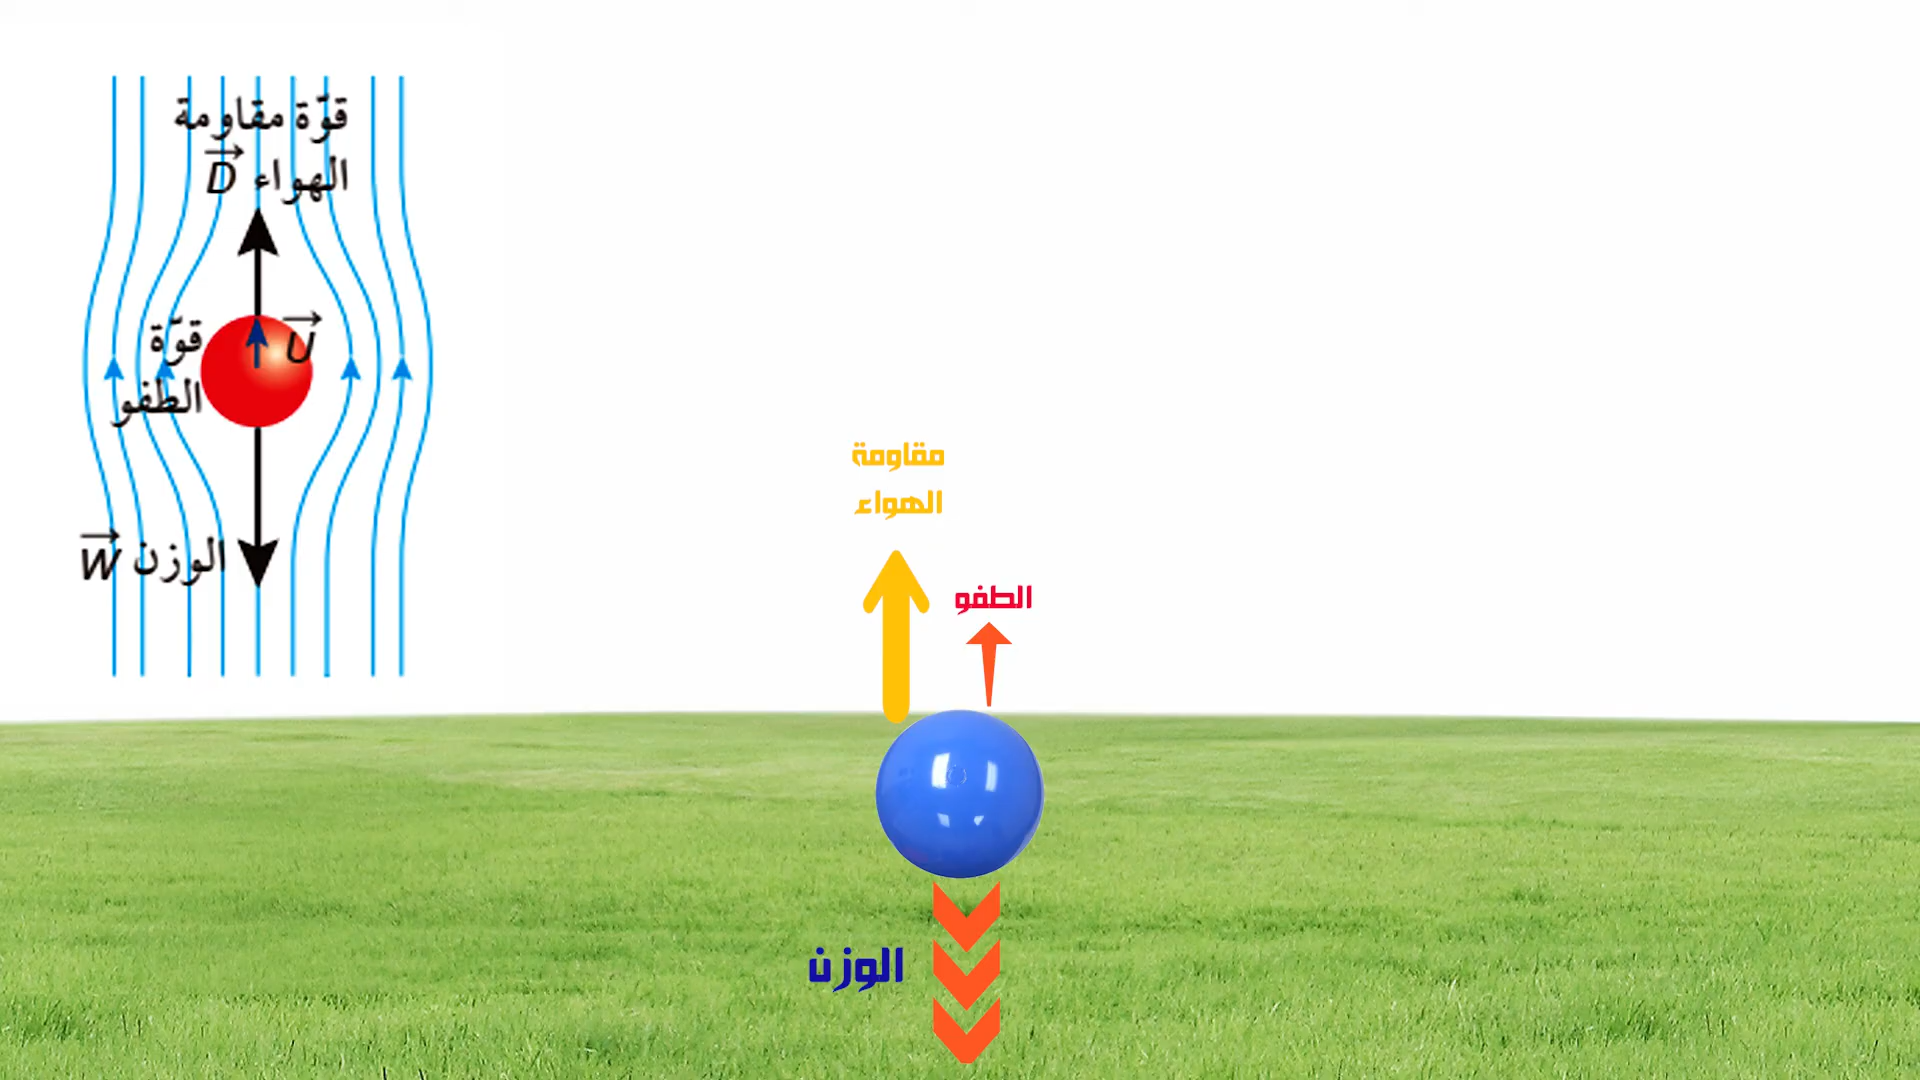 قوّة مقاومة
الهواء D
قوّة
U
الطفو
الوزن W
مقاومة
الهواء
الطفو
الوزن